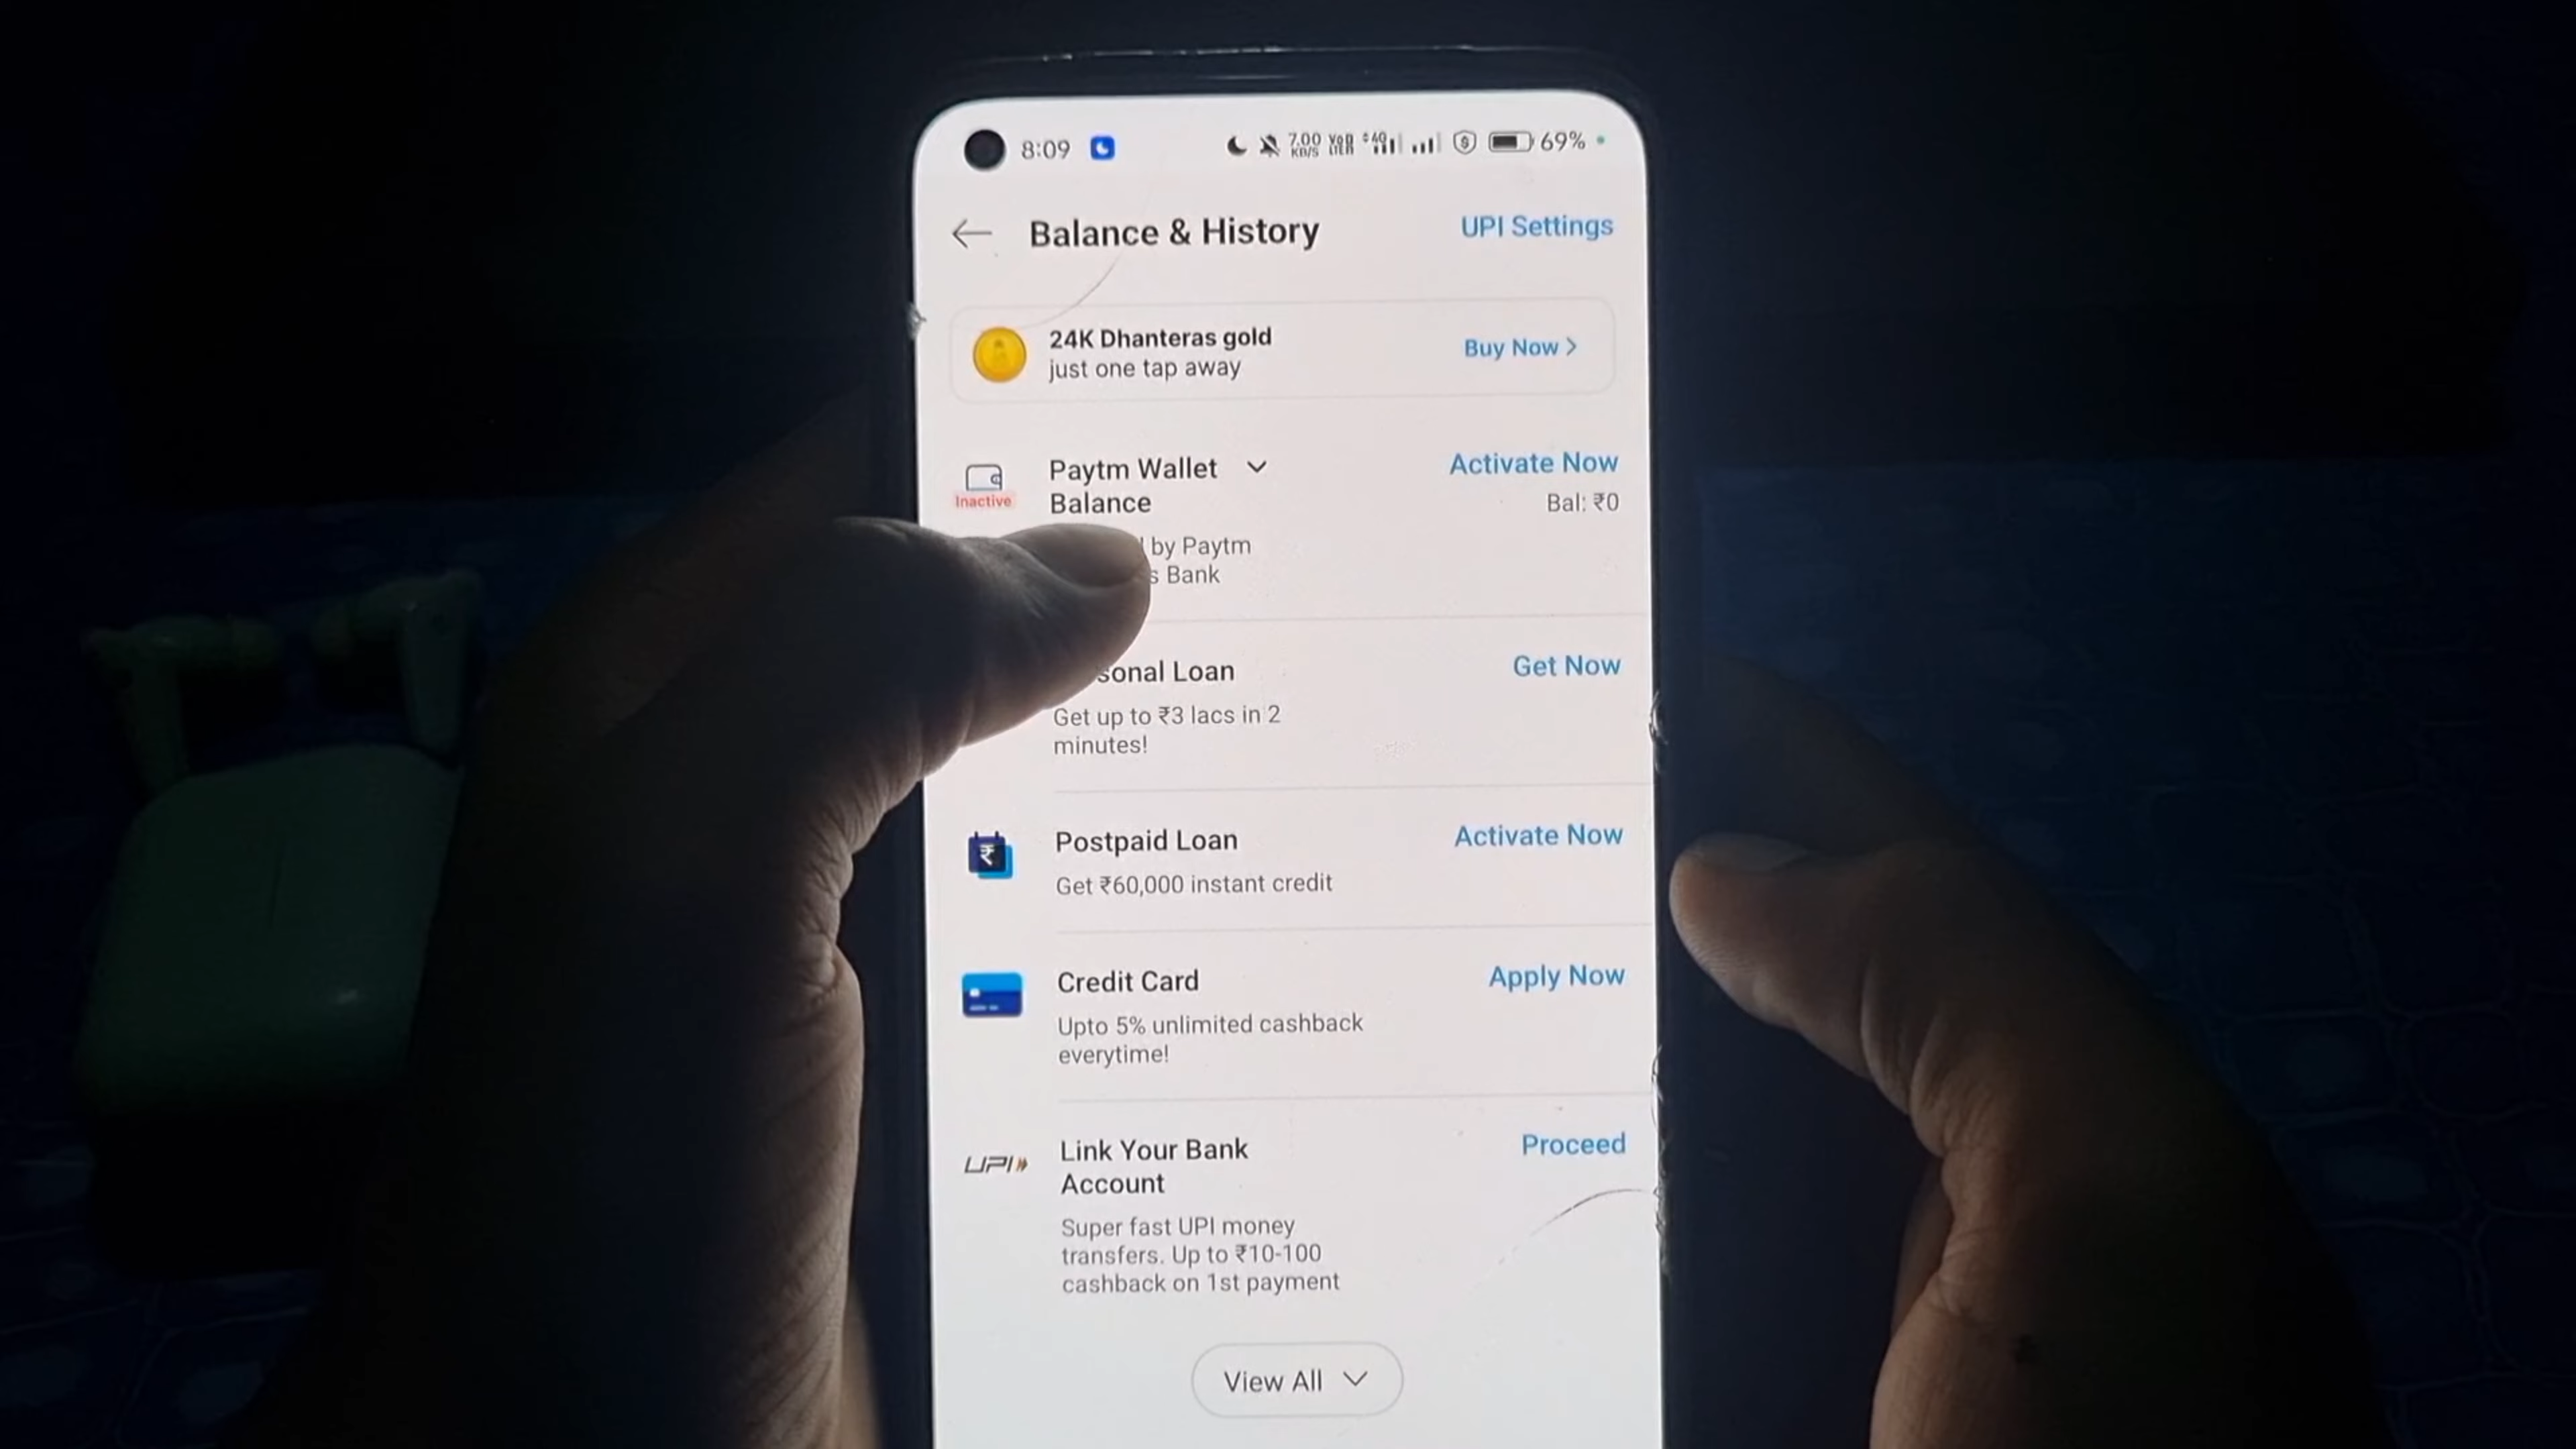 8:09
7.00 KB/S 4G 69%
Balance & History
UPI Settings
24K Dhanteras gold
just one tap away
Buy Now >
Inactive
Paytm Wallet
Balance
Activate Now
Bal: ₹0
by Paytm
Bank
Loan
Get Now
Get up to ₹3 lacs in 2
minutes!
₹
Postpaid Loan
Activate Now
Get ₹60,000 instant credit
Credit Card
Apply Now
Upto 5% unlimited cashback
everytime!
UPI
Link Your Bank
Account
Proceed
Super fast UPI money
transfers. Up to ₹10-100
cashback on 1st payment
View All